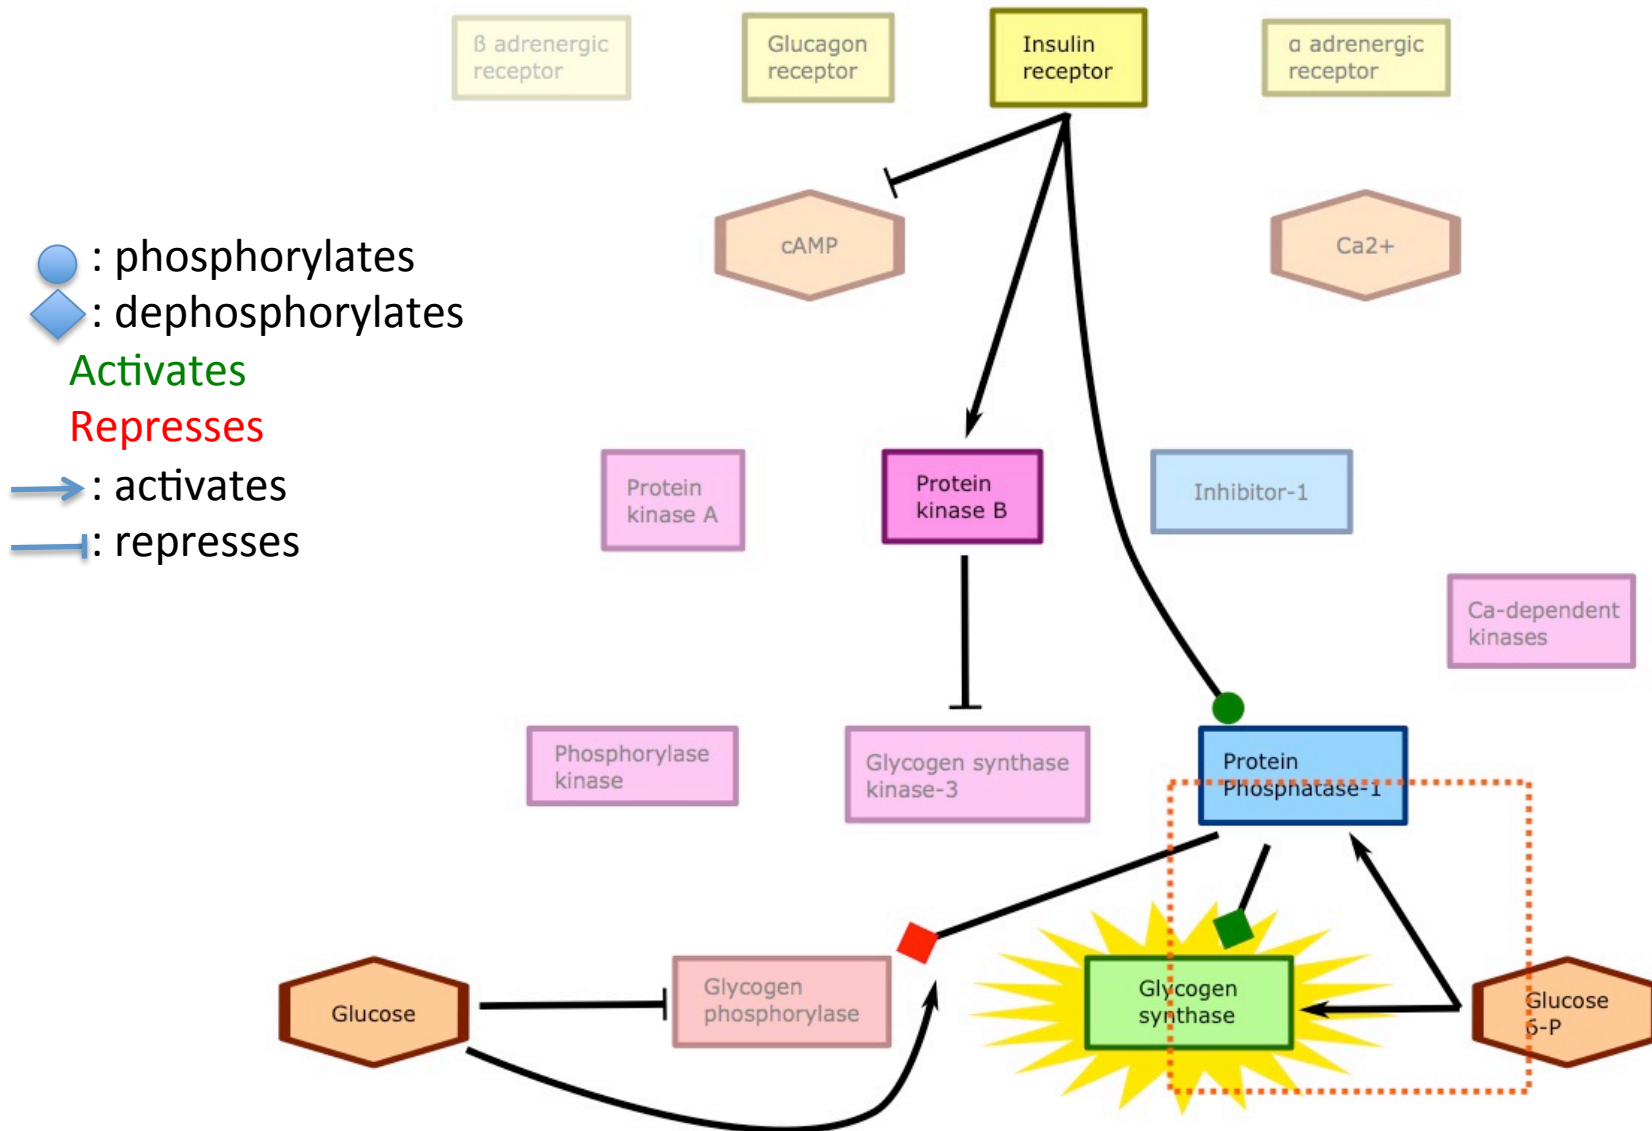 ß adrenergic
receptor
Glucagon
receptor
Insulin
receptor
α adrenergic
receptor
cAMP
Ca2+
: phosphorylates
: dephosphorylates
Activates
Represses
: activates
: represses
Protein
kinase A
Protein
kinase B
Inhibitor-1
Ca-dependent
kinases
Phosphorylase
kinase
Glycogen synthase
kinase-3
Protein
Phosphatase-1
Glucose
Glycogen
phosphorylase
Glycogen
synthase
Glucose
6-P